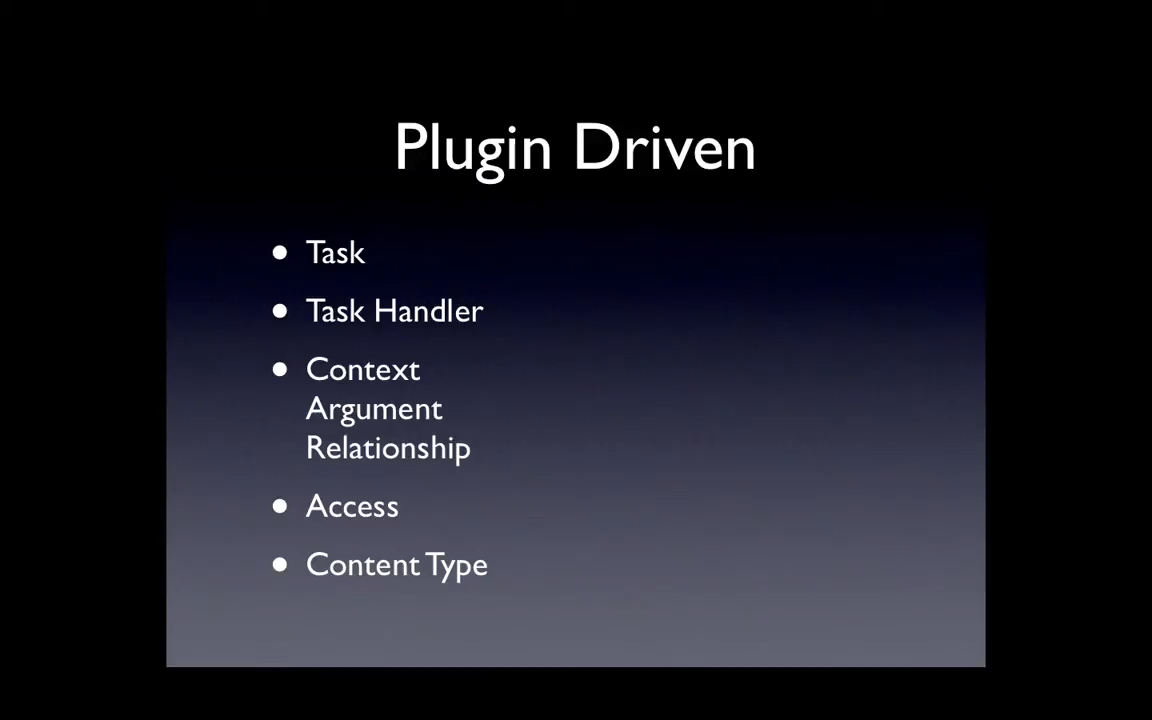 Plugin Driven
• Task
• Task Handler
• Context
Argument
Relationship
• Access
• Content Type